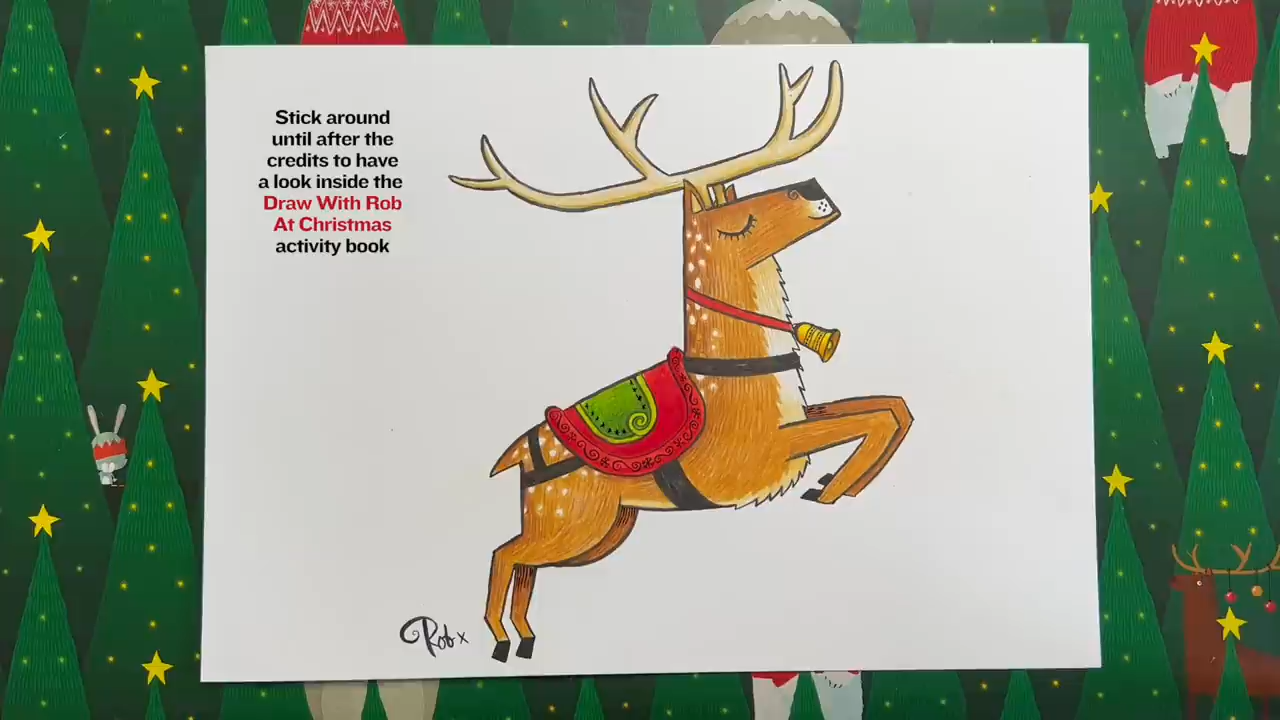 Stick around
until after the
credits to have
a look inside the
Draw With Rob
At Christmas
activity book
Rob x